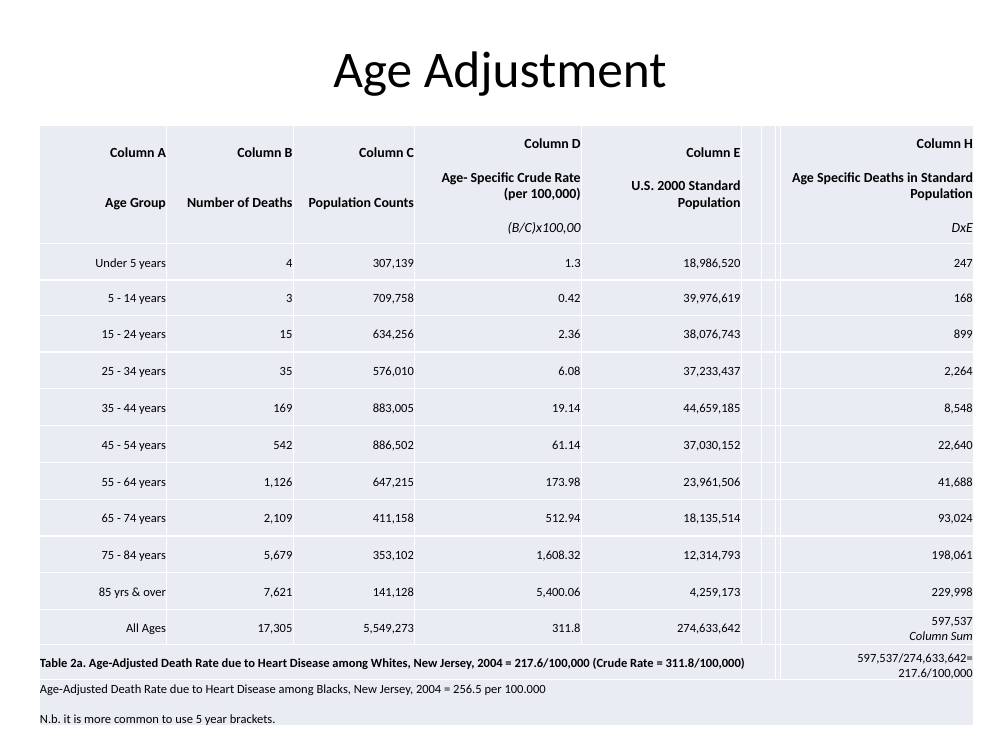 Age Adjustment
Column A Column B Column C Column D Column E Column H
Age Group Number of Deaths Population Counts Age- Specific Crude Rate (per 100,000) U.S. 2000 Standard Population Age Specific Deaths in Standard Population
(B/C)x100,00 DxE
Under 5 years 4 307,139 1.3 18,986,520 247
5 - 14 years 3 709,758 0.42 39,976,619 168
15 - 24 years 15 634,256 2.36 38,076,743 899
25 - 34 years 35 576,010 6.08 37,233,437 2,264
35 - 44 years 169 883,005 19.14 44,659,185 8,548
45 - 54 years 542 886,502 61.14 37,030,152 22,640
55 - 64 years 1,126 647,215 173.98 23,961,506 41,688
65 - 74 years 2,109 411,158 512.94 18,135,514 93,024
75 - 84 years 5,679 353,102 1,608.32 12,314,793 198,061
85 yrs & over 7,621 141,128 5,400.06 4,259,173 229,998
All Ages 17,305 5,549,273 311.8 274,633,642 597,537
Column Sum
Table 2a. Age-Adjusted Death Rate due to Heart Disease among Whites, New Jersey, 2004 = 217.6/100,000 (Crude Rate = 311.8/100,000) 597,537/274,633,642=
217.6/100,000
Age-Adjusted Death Rate due to Heart Disease among Blacks, New Jersey, 2004 = 256.5 per 100.000
N.b. it is more common to use 5 year brackets.